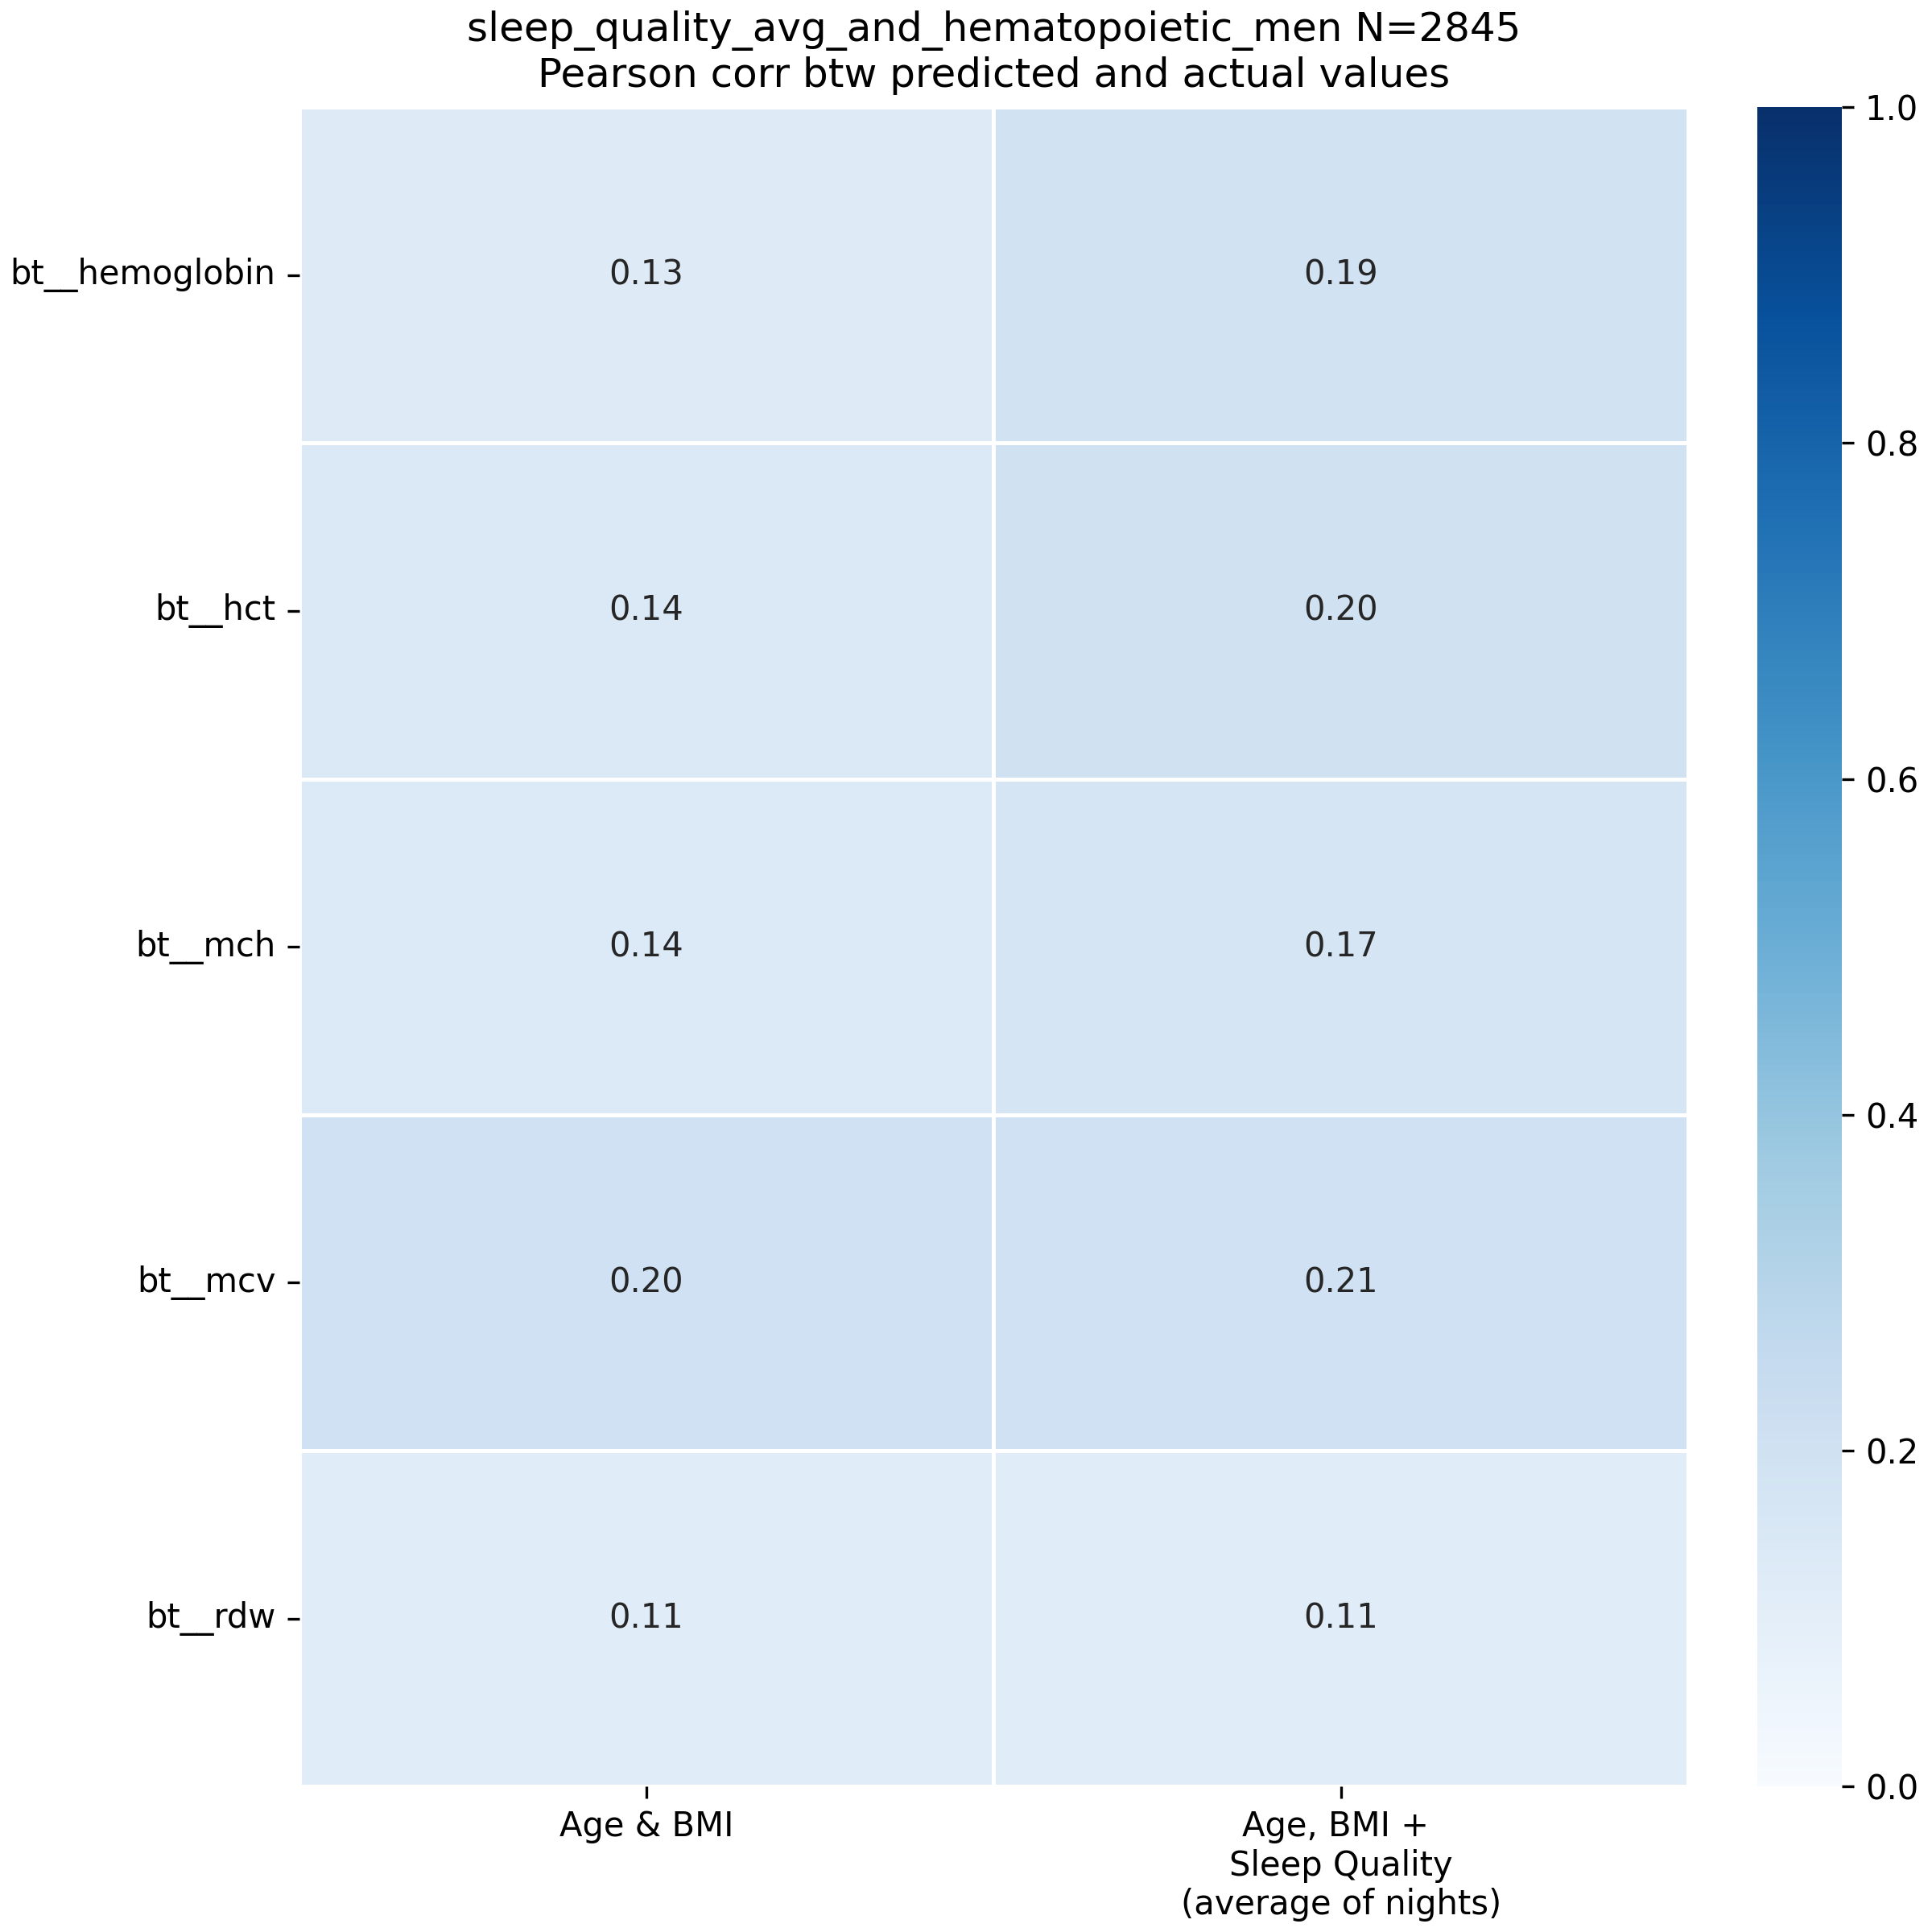 sleep_quality_avg_and_hematopoietic_men N=2845
Pearson corr btw predicted and actual values
bt__hemoglobin
0.13
0.19
bt__hct
0.14
0.20
bt__mch
0.14
0.17
bt__mcv
0.20
0.21
bt__rdw
0.11
0.11
Age & BMI
Age, BMI +
Sleep Quality
(average of nights)
1.0
0.8
0.6
0.4
0.2
0.0